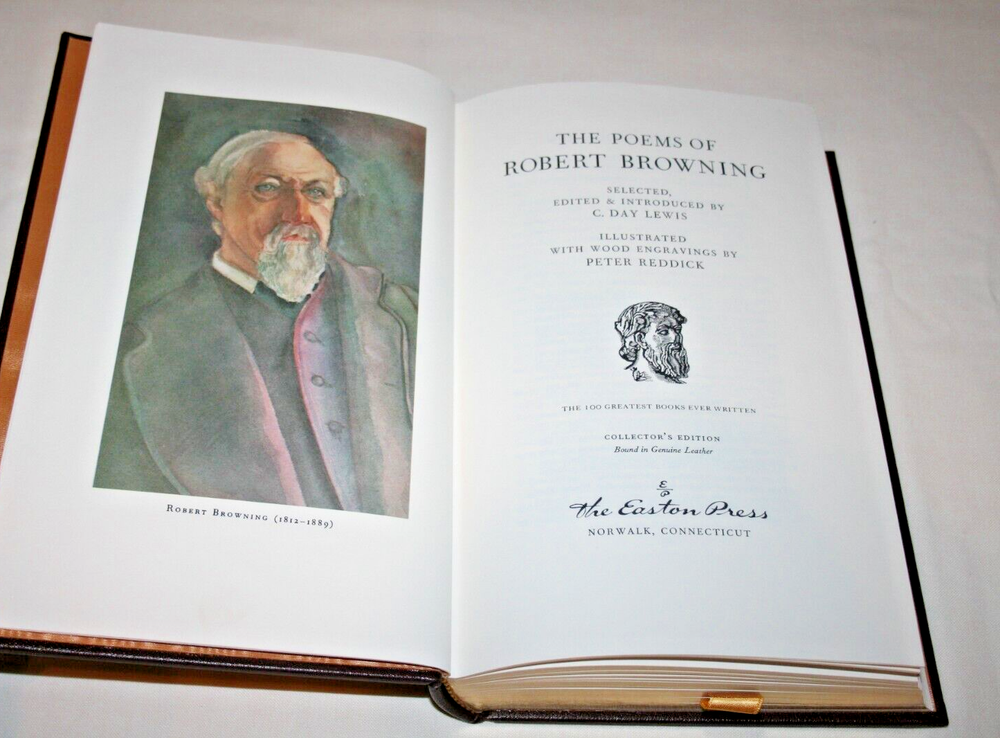 ROBERT BROWNING (1812–1889)
THE POEMS OF
ROBERT BROWNING
SELECTED,
EDITED & INTRODUCED BY
C. DAY LEWIS
ILLUSTRATED
WITH WOOD ENGRAVINGS BY
PETER REDDICK
THE 100 GREATEST BOOKS EVER WRITTEN
COLLECTOR'S EDITION
Bound in Genuine Leather
The Easton Press
NORWALK, CONNECTICUT